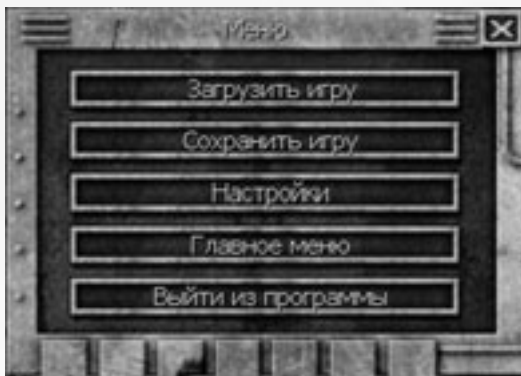 Меню
Загрузить игру
Сохранить игру
Настройки
Главное меню
Выйти из программы